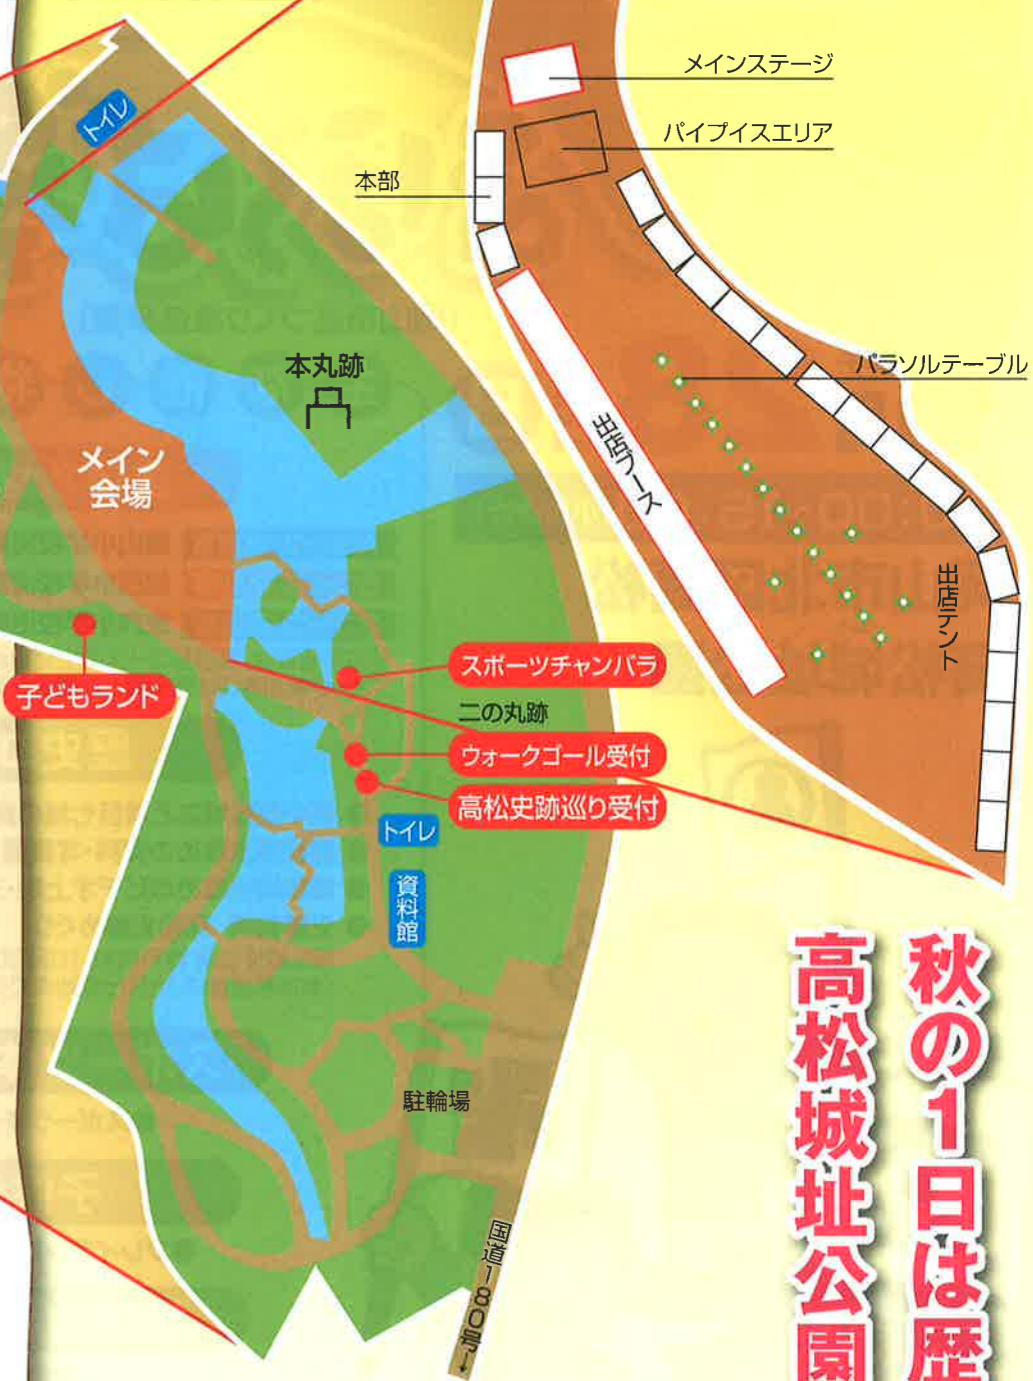 メインステージ
パイプイスエリア
本部
パラソルテーブル
出店ブース
出店テント
トイレ
本丸跡
メイン
会場
子どもランド
スポーツチャンバラ
二の丸跡
ウォークゴール受付
高松史跡巡り受付
トイレ
資料館
駐輪場
国道180号→
秋の1日は歴
高松城址公園